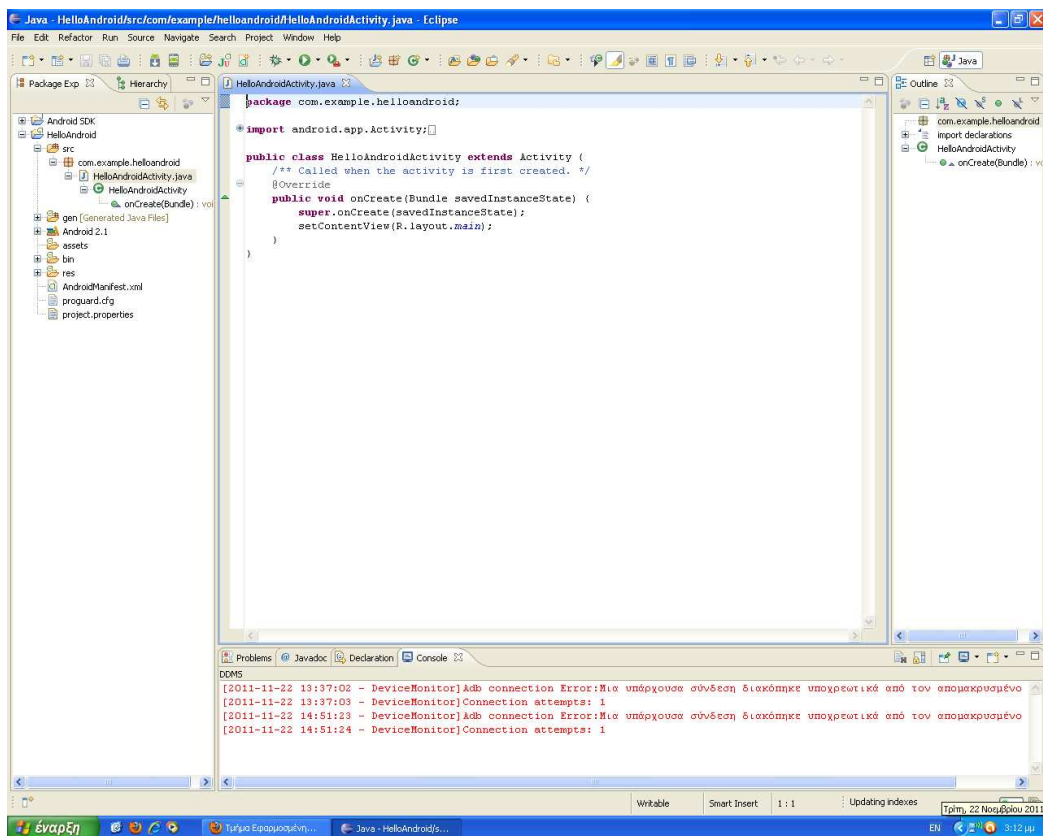 Java - HelloAndroid/src/com/example/helloandroid/HelloAndroidActivity.java - Eclipse
File Edit Refactor Run Source Navigate Search Project Window Help
Java
Package Exp Hierarchy
Android SDK
HelloAndroid
src
com.example.helloandroid
HelloAndroidActivity.java
HelloAndroidActivity
onCreate(Bundle) : voi
gen [Generated Java Files]
Android 2.1
assets
bin
res
AndroidManifest.xml
proguard.cfg
project.properties
HelloAndroidActivity.java
package com.example.helloandroid;
import android.app.Activity;
public class HelloAndroidActivity extends Activity {
/** Called when the activity is first created. */
@Override
public void onCreate(Bundle savedInstanceState) {
super.onCreate(savedInstanceState);
setContentView(R.layout.main);
}
}
Outline
com.example.helloandroid
import declarations
HelloAndroidActivity
onCreate(Bundle) : v
Problems Javadoc Declaration Console
DDMS
[2011-11-22 13:37:02 - DeviceMonitor]Adb connection Error:Μια υπάρχουσα σύνδεση διακόπηκε υποχρεωτικά από τον απομακρυσμένο
[2011-11-22 13:37:03 - DeviceMonitor]Connection attempts: 1
[2011-11-22 14:51:23 - DeviceMonitor]Adb connection Error:Μια υπάρχουσα σύνδεση διακόπηκε υποχρεωτικά από τον απομακρυσμένο
[2011-11-22 14:51:24 - DeviceMonitor]Connection attempts: 1
Writable Smart Insert 1 : 1 Updating indexes
Τρίτη, 22 Νοεμβρίου 2011
έναρξη Τμήμα Εφαρμοσμένη... Java - HelloAndroid/s... EN 3:12 μμ